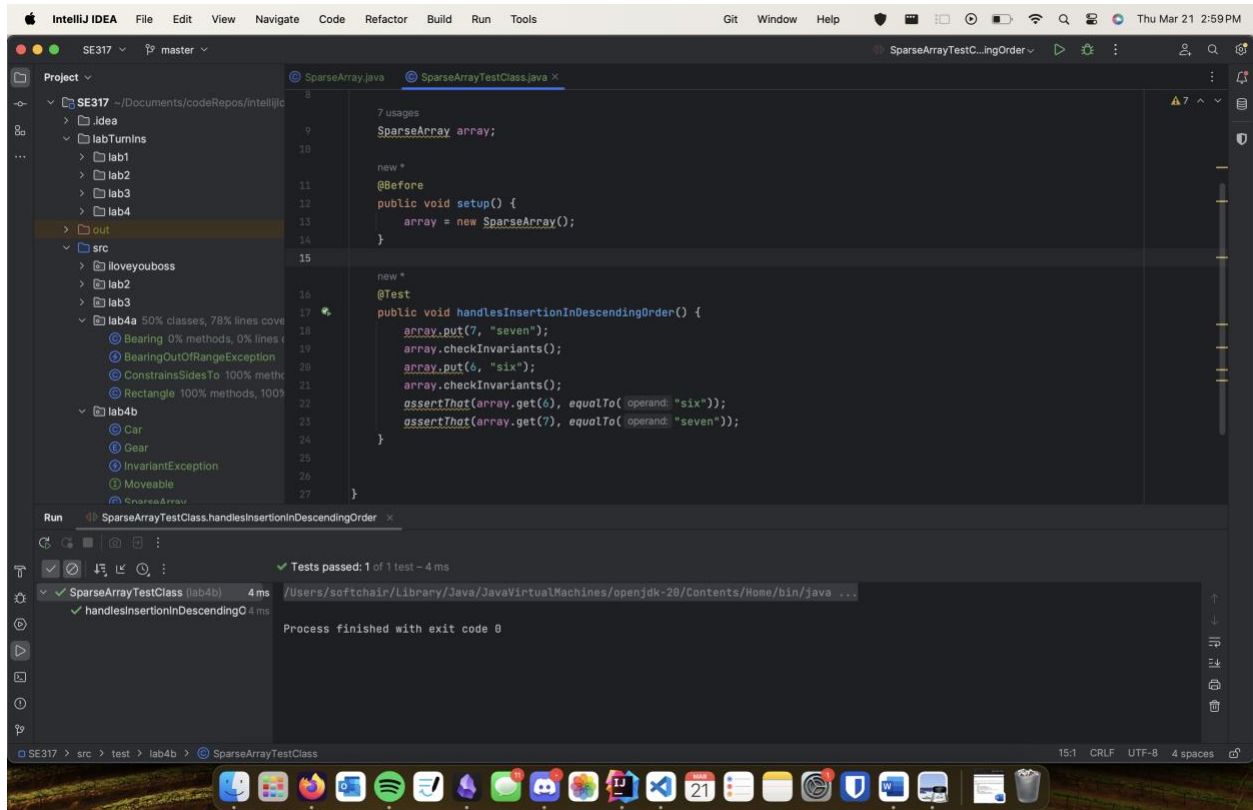 IntelliJ IDEA File Edit View Navigate Code Refactor Build Run Tools Git Window Help Thu Mar 21 2:59 PM
SE317 master SparseArrayTestC...ingOrder
Project
SparseArray.java SparseArrayTestClass.java
SE317 ~/Documents/codeRepos/intellijIc
.idea
labTurnIns
lab1
lab2
lab3
lab4
out
src
iloveyouboss
lab2
lab3
lab4a 50% classes, 78% lines cove
Bearing 0% methods, 0% lines
BearingOutOfRangeException
ConstrainsSidesTo 100% metho
Rectangle 100% methods, 100%
lab4b
Car
Gear
InvariantException
Moveable
SparseArray
7
8
7 usages
9 SparseArray array;
10
new *
11 @Before
12 public void setup() {
13 array = new SparseArray();
14 }
15
new *
16 @Test
17 public void handlesInsertionInDescendingOrder() {
18 array.put(7, "seven");
19 array.checkInvariants();
20 array.put(6, "six");
21 array.checkInvariants();
22 assertThat(array.get(6), equalTo( operand: "six"));
23 assertThat(array.get(7), equalTo( operand: "seven"));
24 }
25
26
27 }
Run SparseArrayTestClass.handlesInsertionInDescendingOrder
Tests passed: 1 of 1 test – 4 ms
SparseArrayTestClass (lab4b) 4 ms
handlesInsertionInDescendingO 4 ms
/Users/softchair/Library/Java/JavaVirtualMachines/openjdk-20/Contents/Home/bin/java ...
Process finished with exit code 0
SE317 > src > test > lab4b > SparseArrayTestClass 15:1 CRLF UTF-8 4 spaces
MAR
21